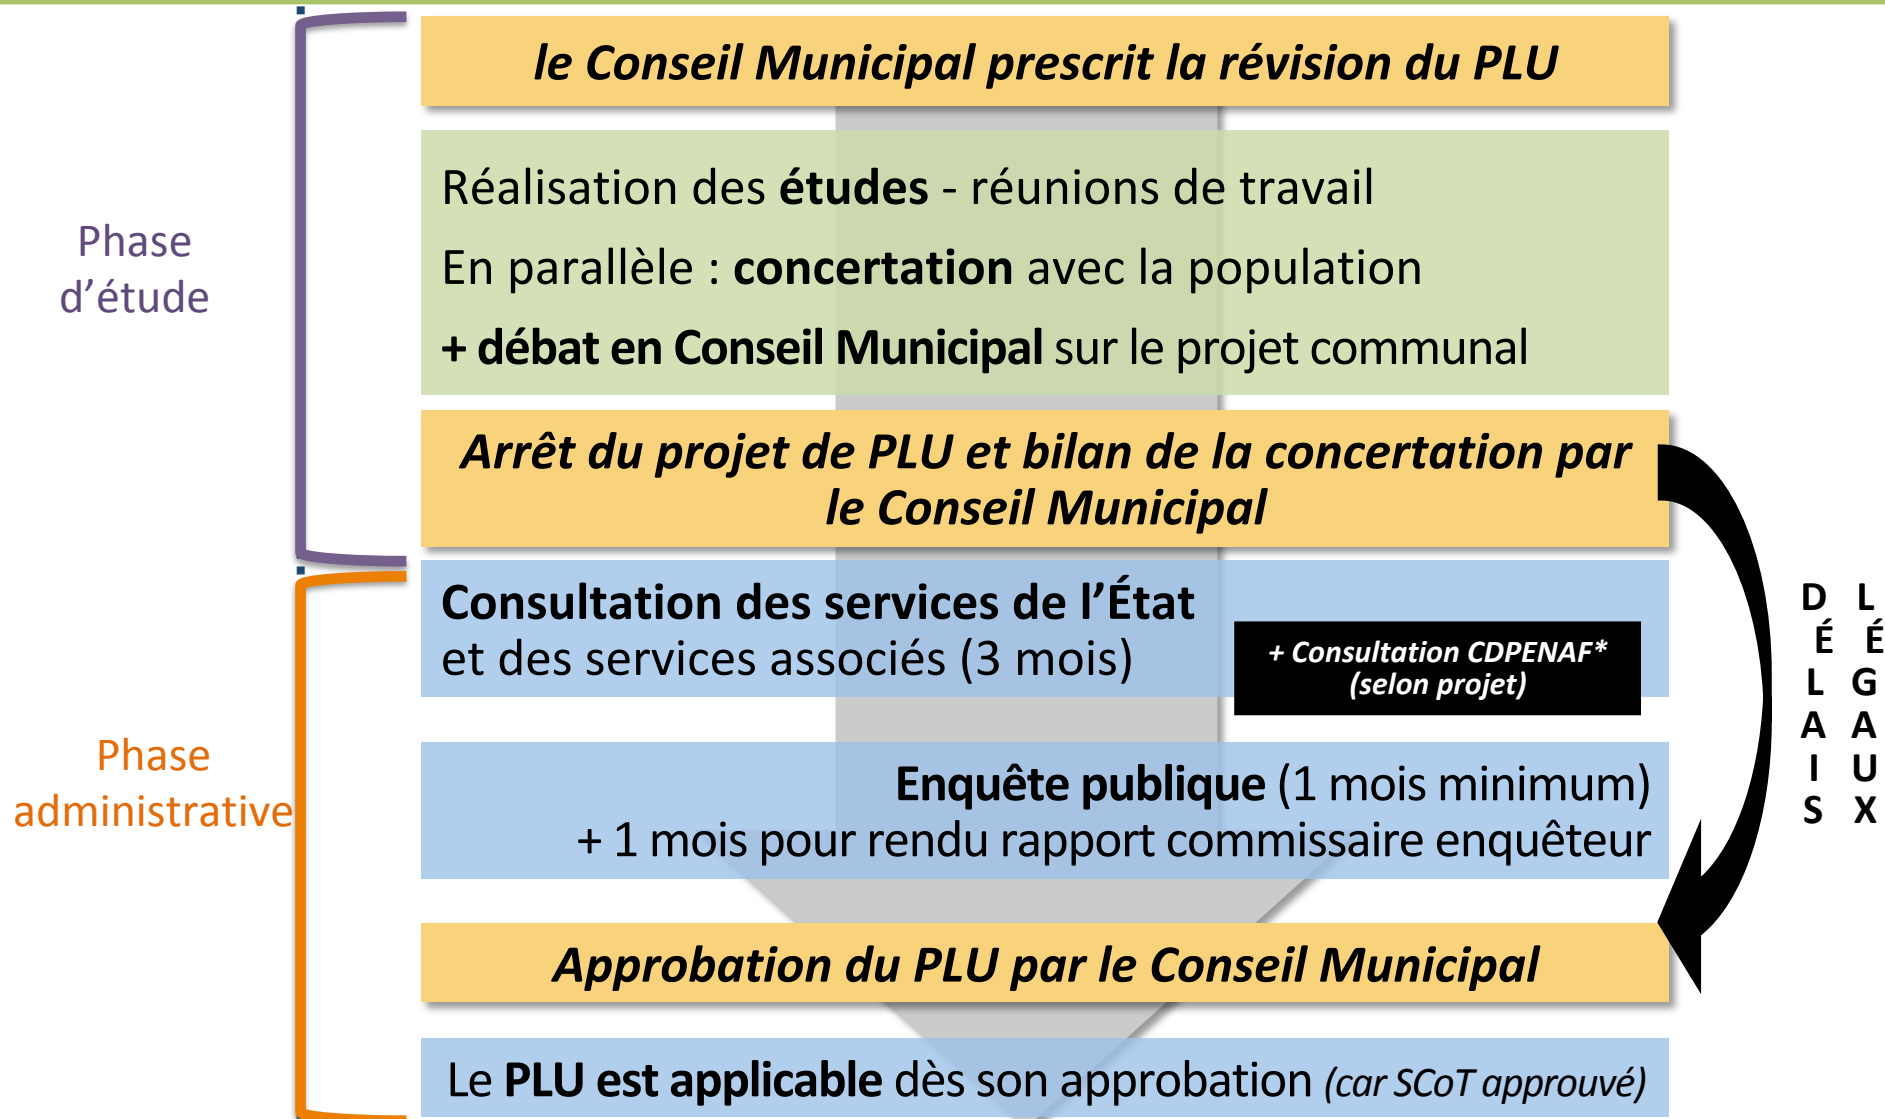 le Conseil Municipal prescrit la révision du PLU
Phase
d’étude
Réalisation des études - réunions de travail
En parallèle : concertation avec la population
+ débat en Conseil Municipal sur le projet communal
Arrêt du projet de PLU et bilan de la concertation par
le Conseil Municipal
Phase
administrative
Consultation des services de l’État
et des services associés (3 mois)
+ Consultation CDPENAF*
(selon projet)
Enquête publique (1 mois minimum)
+ 1 mois pour rendu rapport commissaire enquêteur
DÉLAIS
LÉGAUX
Approbation du PLU par le Conseil Municipal
Le PLU est applicable dès son approbation (car SCoT approuvé)